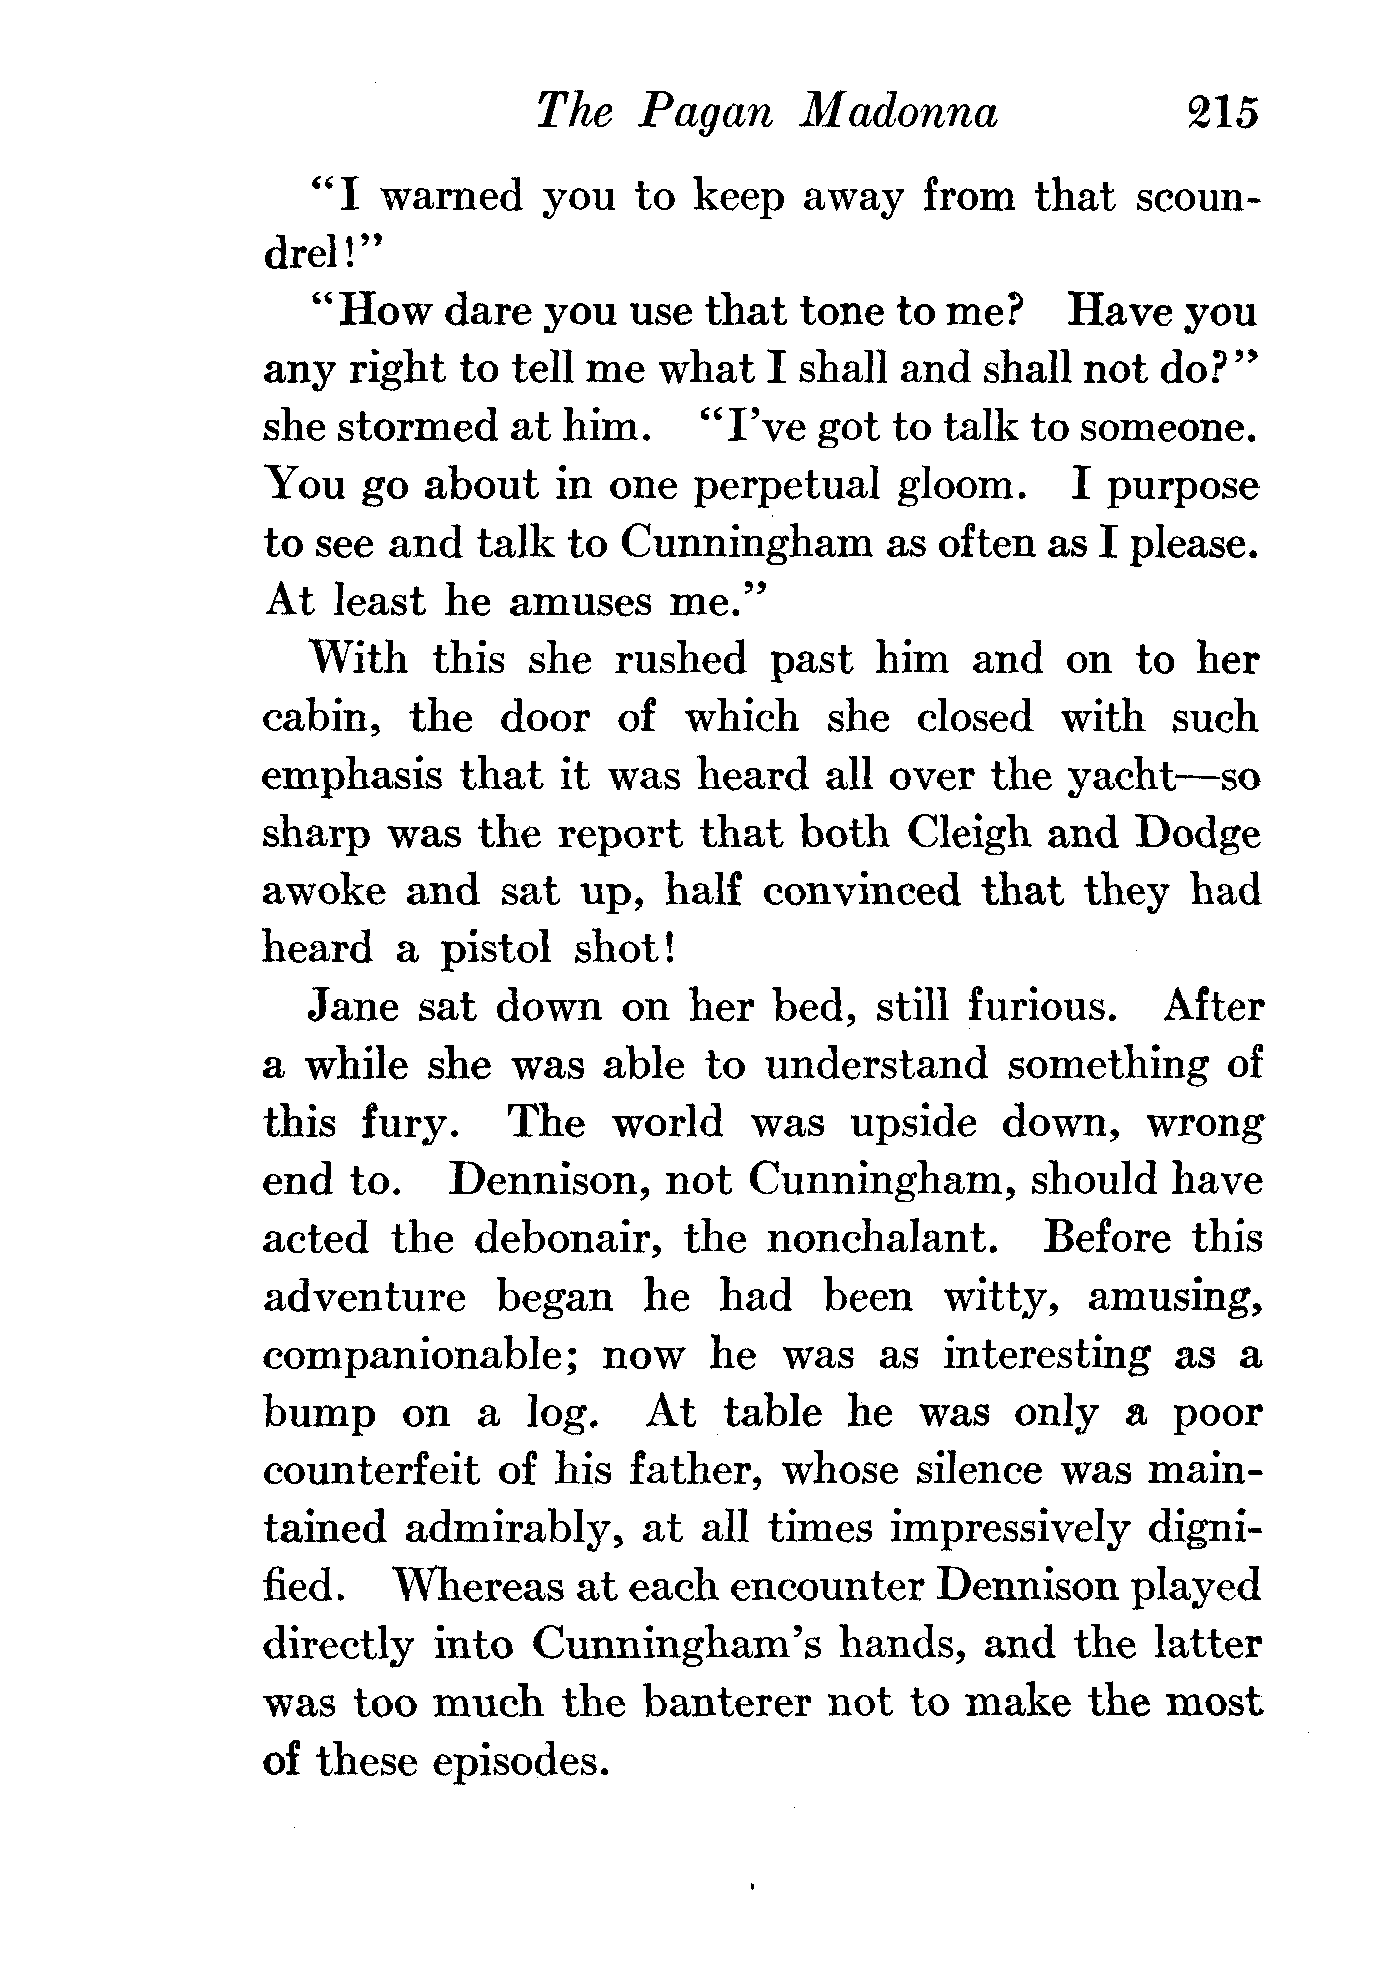 The Pagan Madonna 215
"I warned you to keep away from that scoun-
drel!"
"How dare you use that tone to me? Have you
any right to tell me what I shall and shall not do?"
she stormed at him. "I've got to talk to someone.
You go about in one perpetual gloom. I purpose
to see and talk to Cunningham as often as I please.
At least he amuses me."
With this she rushed past him and on to her
cabin, the door of which she closed with such
emphasis that it was heard all over the yacht—so
sharp was the report that both Cleigh and Dodge
awoke and sat up, half convinced that they had
heard a pistol shot!
Jane sat down on her bed, still furious. After
a while she was able to understand something of
this fury. The world was upside down, wrong
end to. Dennison, not Cunningham, should have
acted the debonair, the nonchalant. Before this
adventure began he had been witty, amusing,
companionable; now he was as interesting as a
bump on a log. At table he was only a poor
counterfeit of his father, whose silence was main-
tained admirably, at all times impressively digni-
fied. Whereas at each encounter Dennison played
directly into Cunningham's hands, and the latter
was too much the banterer not to make the most
of these episodes.